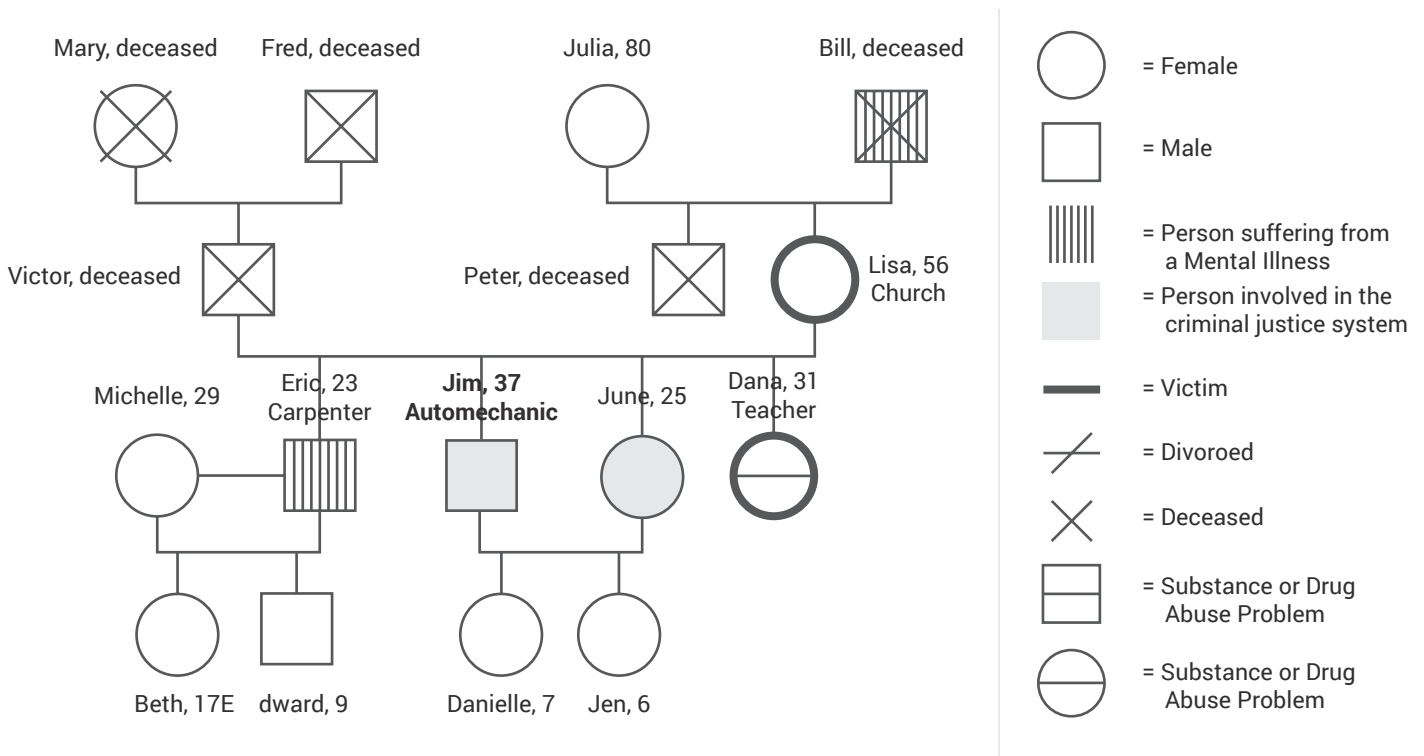 Mary, deceased
Fred, deceased
Julia, 80
Bill, deceased
Victor, deceased
Peter, deceased
Lisa, 56
Church
Michelle, 29
Eric, 23
Carpenter
Jim, 37
Automechanic
June, 25
Dana, 31
Teacher
Beth, 17E
dward, 9
Danielle, 7
Jen, 6
= Female
= Male
= Person suffering from
a Mental Illness
= Person involved in the
criminal justice system
= Victim
= Divoroed
= Deceased
= Substance or Drug
Abuse Problem
= Substance or Drug
Abuse Problem